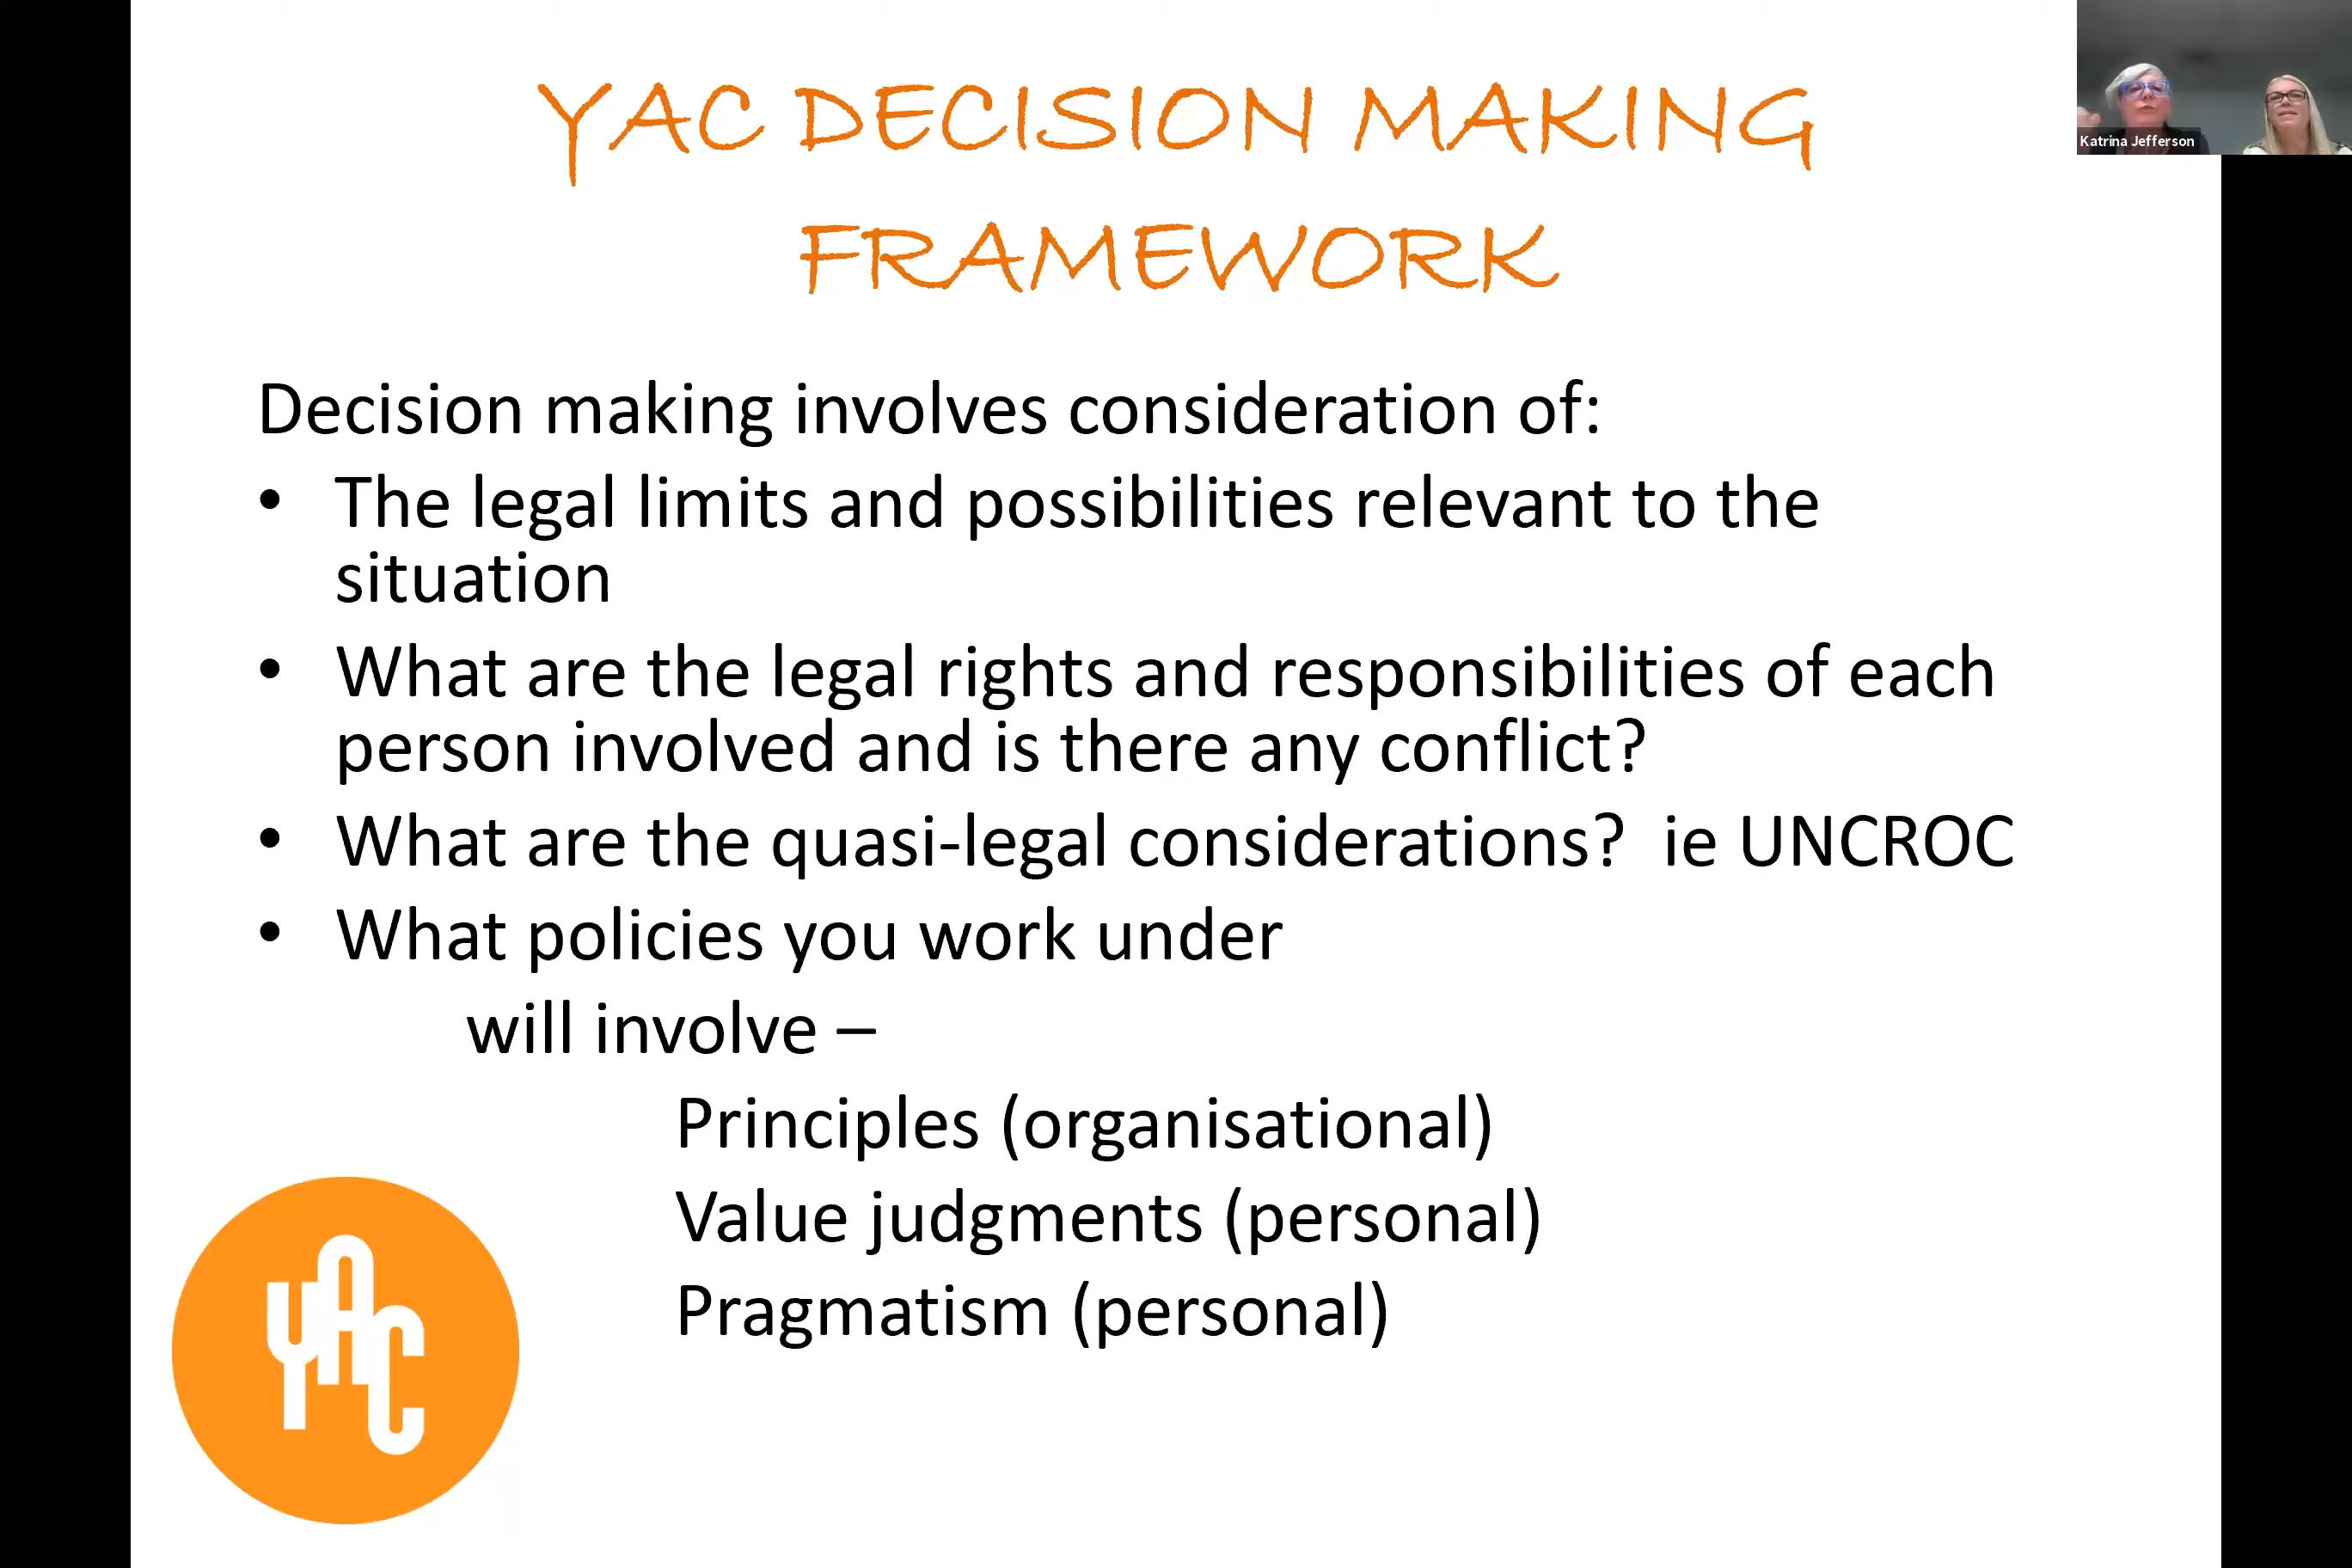 YAC DECISION MAKING
FRAMEWORK
Katrina Jefferson
Decision making involves consideration of:
• The legal limits and possibilities relevant to the
situation
• What are the legal rights and responsibilities of each
person involved and is there any conflict?
• What are the quasi-legal considerations?  ie UNCROC
• What policies you work under
will involve –
Principles (organisational)
Value judgments (personal)
Pragmatism (personal)
YAC